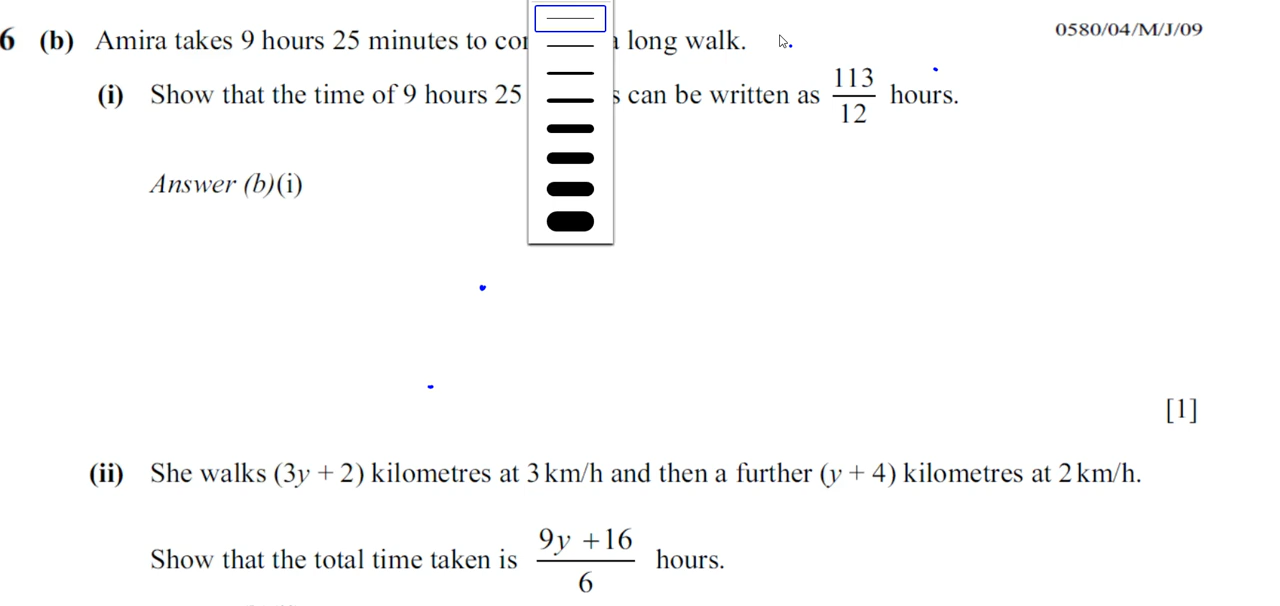 6 (b) Amira takes 9 hours 25 minutes to long walk. 0580/04/M/J/09
(i) Show that the time of 9 hours 25 can be written as 113/12 hours.
Answer (b)(i)
[1]
(ii) She walks (3y + 2) kilometres at 3 km/h and then a further (y + 4) kilometres at 2 km/h.
Show that the total time taken is 9y + 16/6 hours.